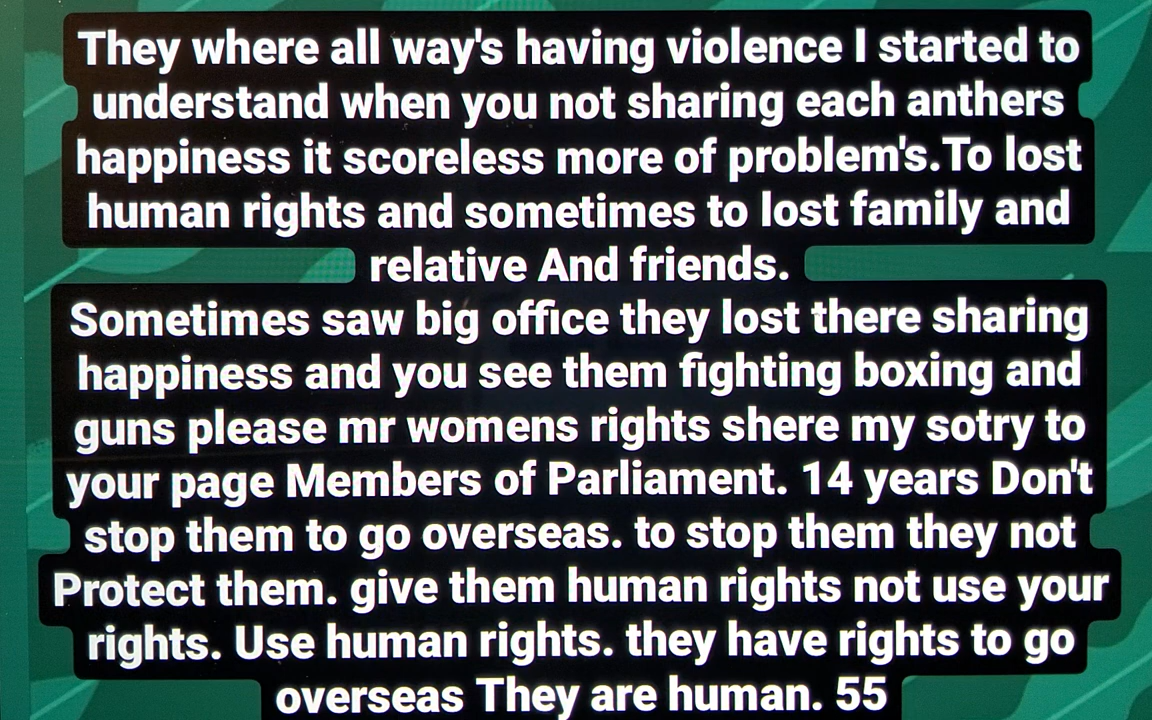 They where all way's having violence I started to
understand when you not sharing each anthers
happiness it scoreless more of problem's.To lost
human rights and sometimes to lost family and
relative And friends.
Sometimes saw big office they lost there sharing
happiness and you see them fighting boxing and
guns please mr womens rights shere my sotry to
your page Members of Parliament. 14 years Don't
stop them to go overseas. to stop them they not
Protect them. give them human rights not use your
rights. Use human rights. they have rights to go
overseas They are human. 55